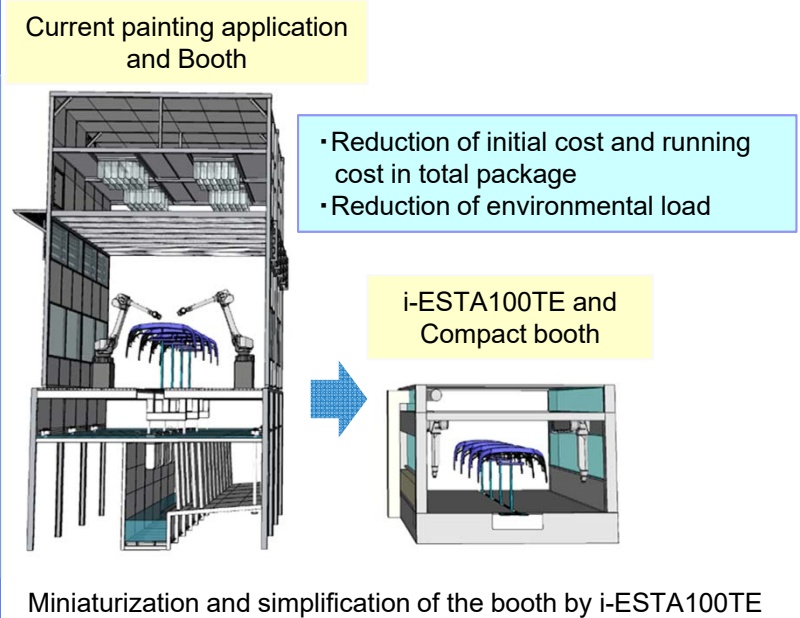 Current painting application
and Booth
・Reduction of initial cost and running
cost in total package
・Reduction of environmental load
i-ESTA100TE and
Compact booth
Miniaturization and simplification of the booth by i-ESTA100TE